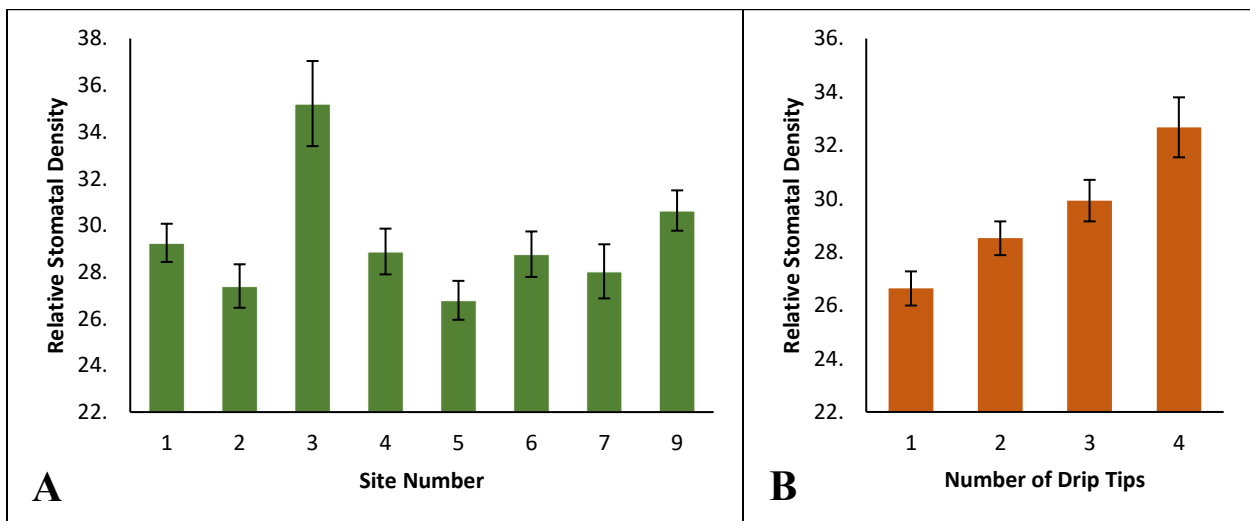 38.
36.
34.
32.
30.
28.
26.
24.
22.
Relative Stomatal Density
1 2 3 4 5 6 7 9
Site Number
A
36.
34.
32.
30.
28.
26.
24.
22.
Relative Stomatal Density
1 2 3 4
Number of Drip Tips
B